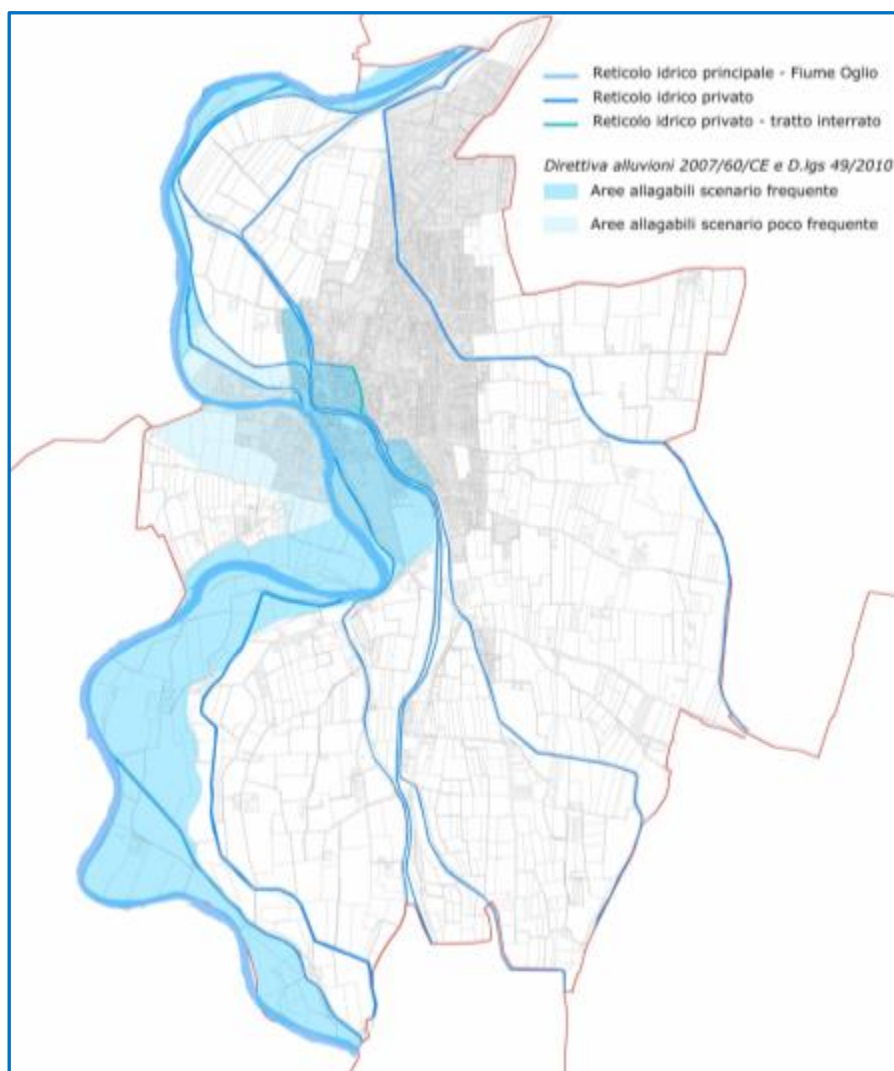 Reticolo idrico principale - Fiume Oglio
Reticolo idrico privato
Reticolo idrico privato - tratto interrato
Direttiva alluvioni 2007/60/CE e D.lgs 49/2010
Aree allagabili scenario frequente
Aree allagabili scenario poco frequente